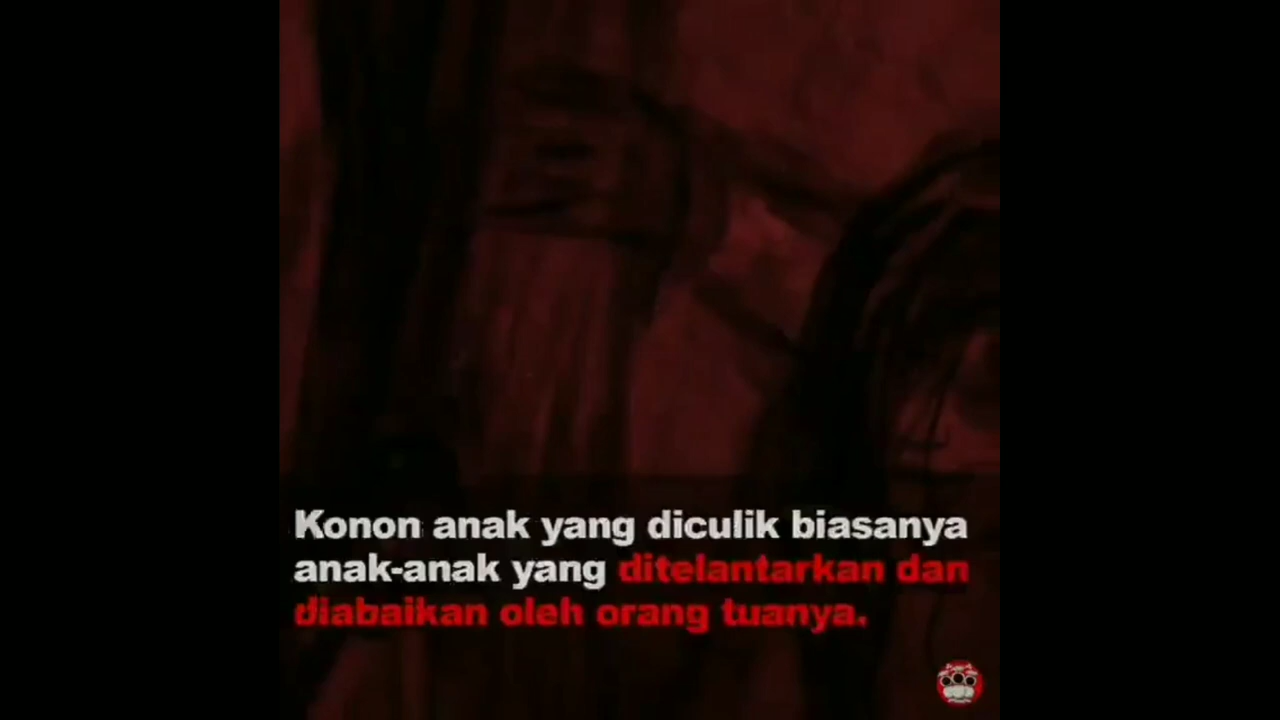 Konon anak yang diculik biasanya
anak-anak yang ditelantarkan dan
diabaikan oleh orang tuanya.